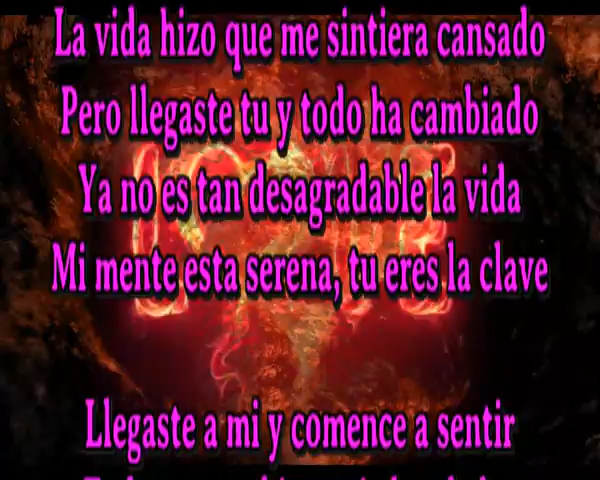 La vida hizo que me sintiera cansado
Pero llegaste tu y todo ha cambiado
Ya no es tan desagradable la vida
Mi mente esta serena, tu eres la clave
Llegaste a mi y comence a sentir